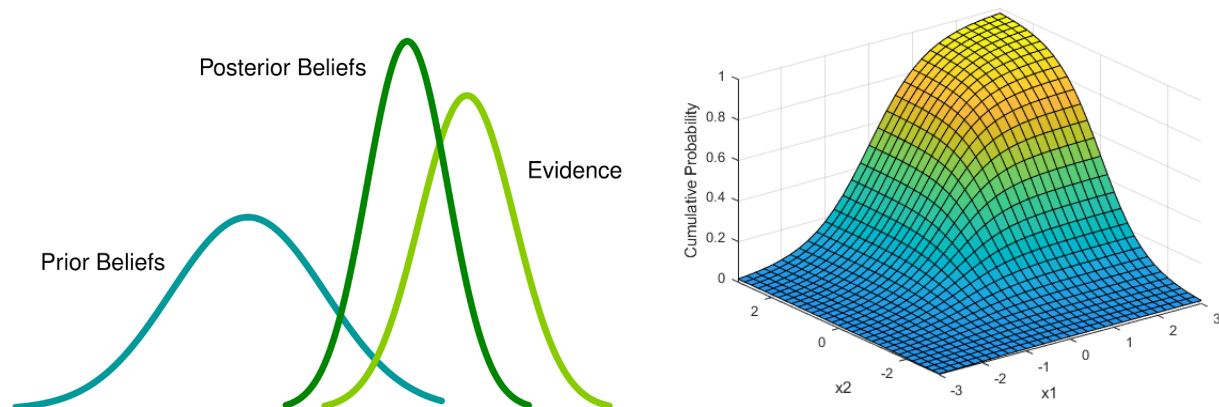 Posterior Beliefs
Evidence
Prior Beliefs
Cumulative Probability
1
0.8
0.6
0.4
0.2
0
2
0
-2
x2
-3
-2
-1
0
1
2
3
x1